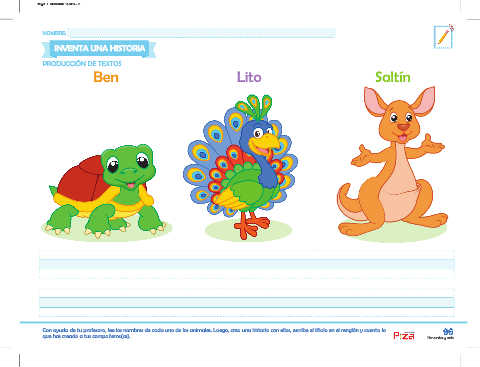 NOMBRE:
INVENTA UNA HISTORIA
PRODUCCIÓN DE TEXTOS
Ben Lito Saltín
Con ayuda de tu profesora, lee los nombres de cada uno de los animales. Luego, crea una historia con ellos, escribe el título en el renglón y cuenta lo
que has creado a tus compañeros(as).
Piza
96